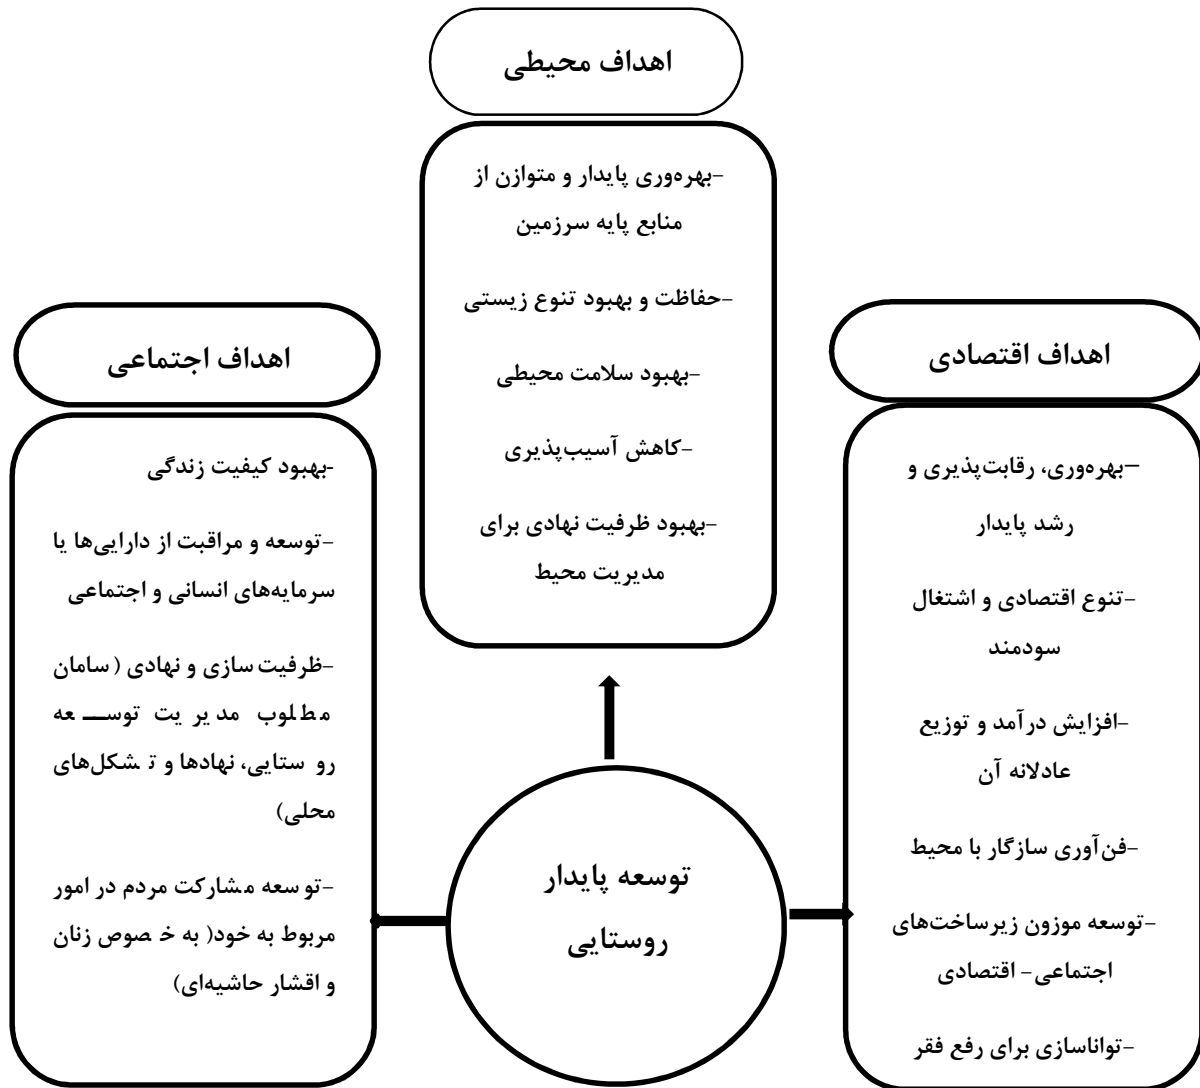 اهداف محیطی
-بهره‌وری پایدار و متوازن از
منابع پایه سرزمین
-حفاظت و بهبود تنوع زیستی
-بهبود سلامت محیطی
-کاهش آسیب‌پذیری
-بهبود ظرفیت نهادی برای
مدیریت محیط
اهداف اقتصادی
–بهره‌وری، رقابت‌پذیری و
رشد پایدار
-تنوع اقتصادی و اشتغال
سودمند
-افزایش درآمد و توزیع
عادلانه آن
-فن‌آوری سازگار با محیط
-توسعه موزون زیرساخت‌های
اجتماعی- اقتصادی
-تواناسازی برای رفع فقر
اهداف اجتماعی
-بهبود کیفیت زندگی
-توسعه و مراقبت از دارایی‌ها یا
سرمایه‌های انسانی و اجتماعی
-ظرفیت سازی و نهادی (سامان
مطلوب مدیریت توسعه
روستایی، نهادها و تشکل‌های
محلی)
-توسعه مشارکت مردم در امور
مربوط به خود( به خصوص زنان
و اقشار حاشیه‌ای)
توسعه پایدار
روستایی